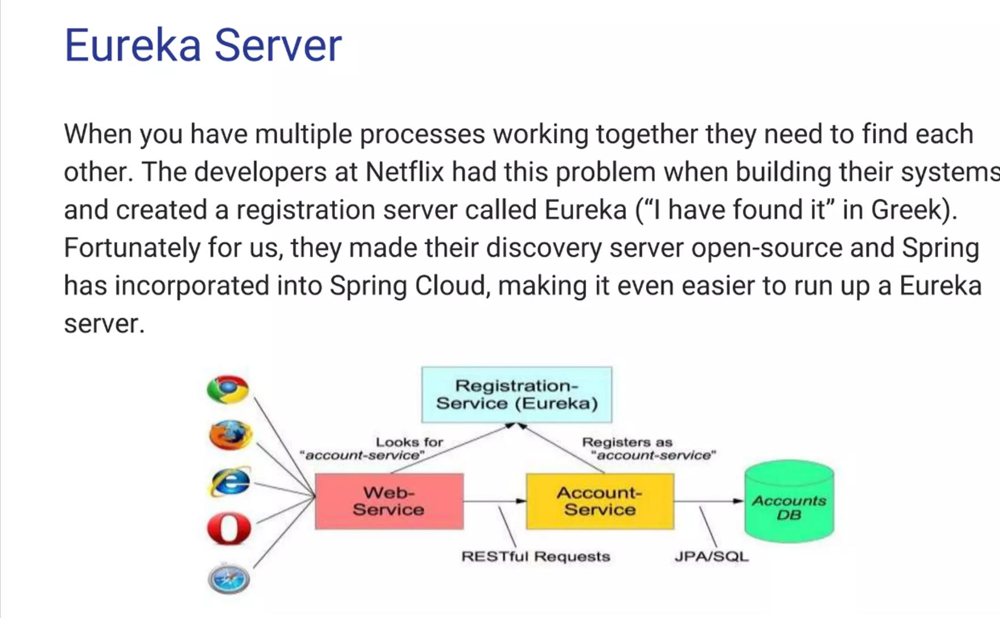 Eureka Server
When you have multiple processes working together they need to find each
other. The developers at Netflix had this problem when building their systems
and created a registration server called Eureka (“I have found it” in Greek).
Fortunately for us, they made their discovery server open-source and Spring
has incorporated into Spring Cloud, making it even easier to run up a Eureka
server.
Registration-
Service (Eureka)
Looks for
“account-service”
Registers as
“account-service”
Web-
Service
Account-
Service
Accounts
DB
RESTful Requests
JPA/SQL